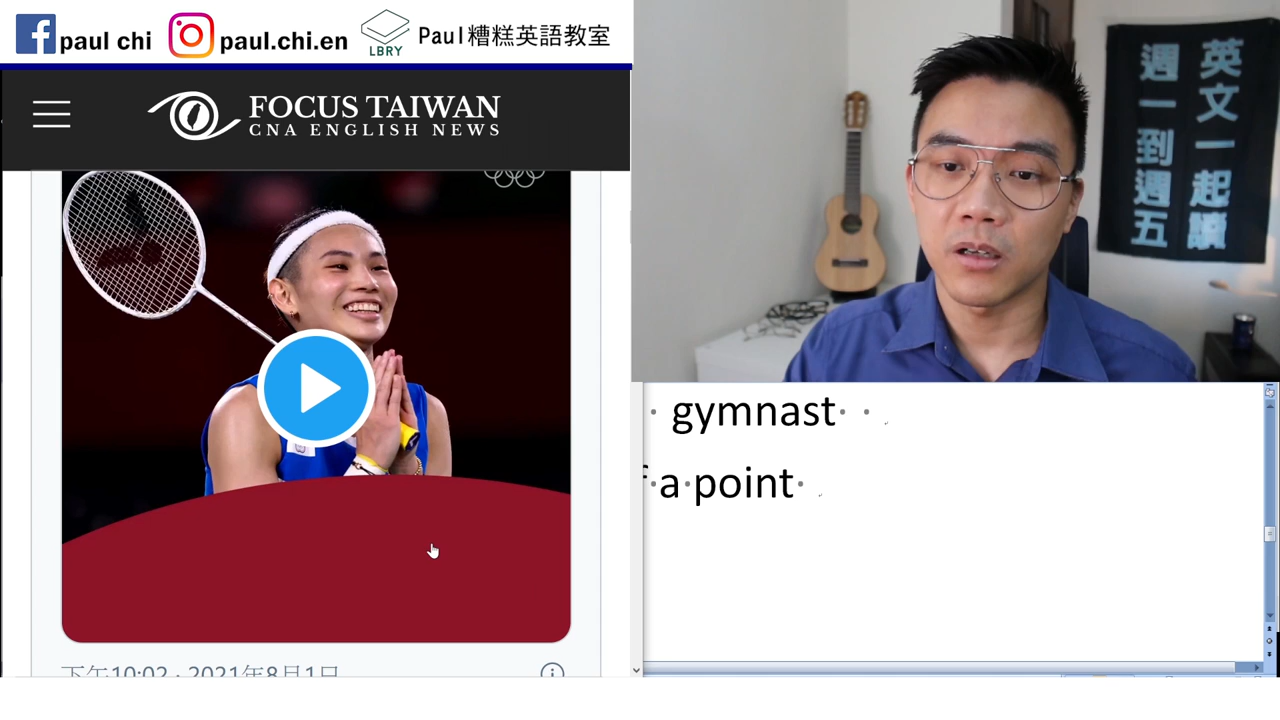 paul chi
paul.chi.en
LBRY
Paul糟糕英語教室
FOCUS TAIWAN
CNA ENGLISH NEWS
英文一起讀
週一到週五
gymnast
f a point
下午10:02 · 2021年8月1日